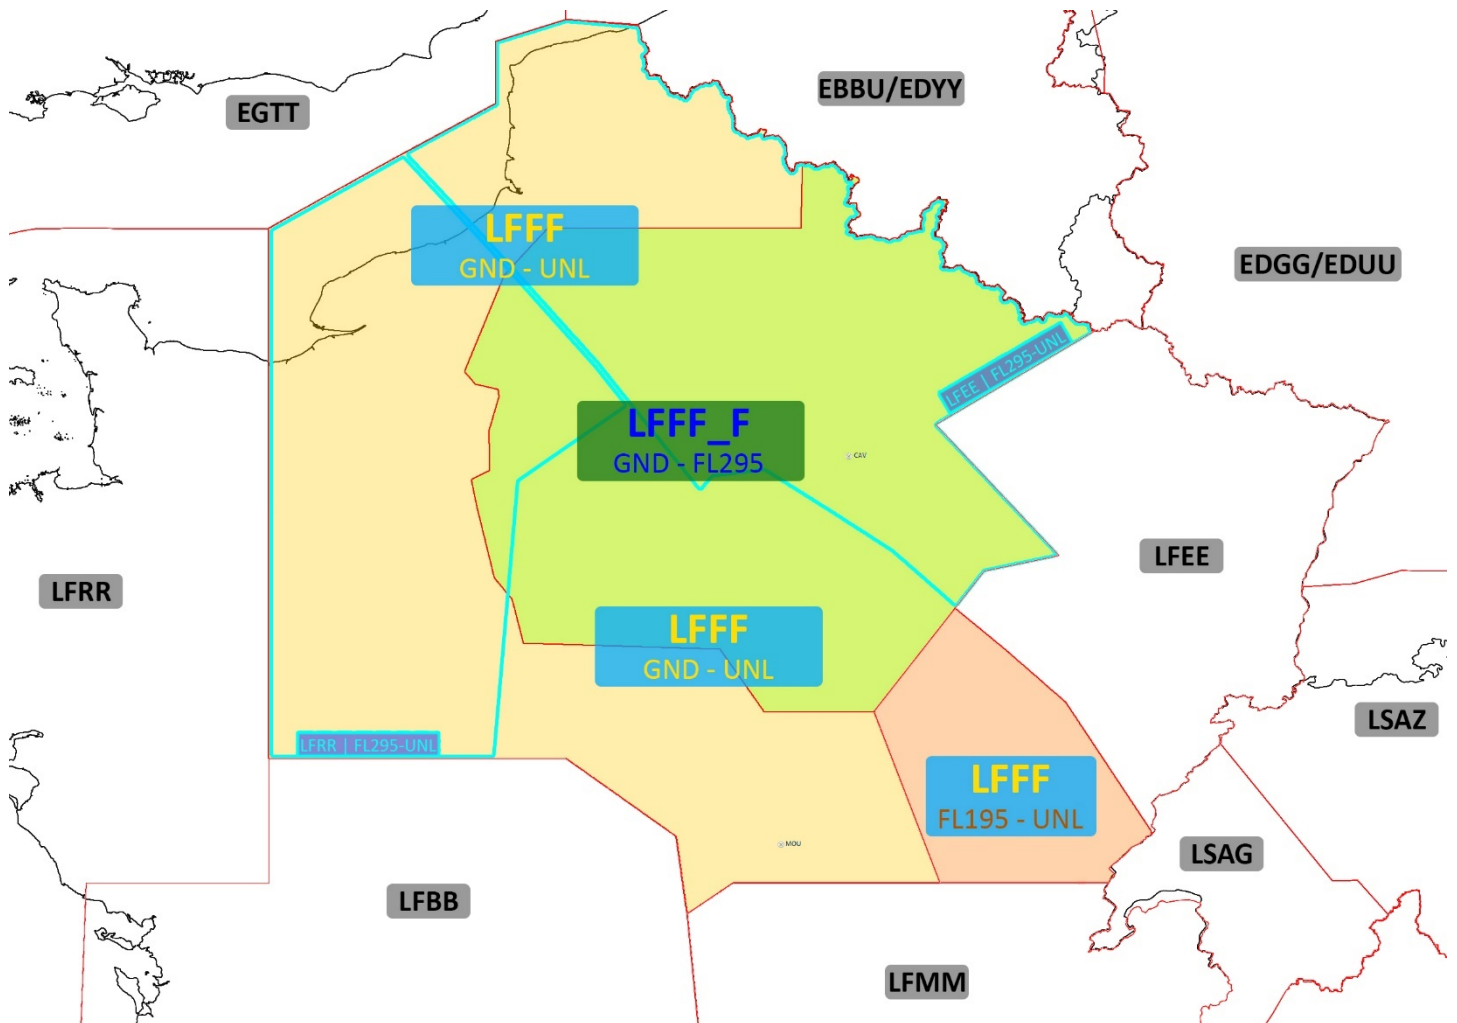 EBBU/EDYY
EGTT
LFFF
GND - UNL
EDGG/EDUU
LFEE | FL295-UNL
LFFF_F
GND - FL295
CAV
LFEE
LFRR
LFFF
GND - UNL
LSAZ
LFRR | FL295-UNL
LFFF
FL195 - UNL
MOU
LSAG
LFBB
LFMM